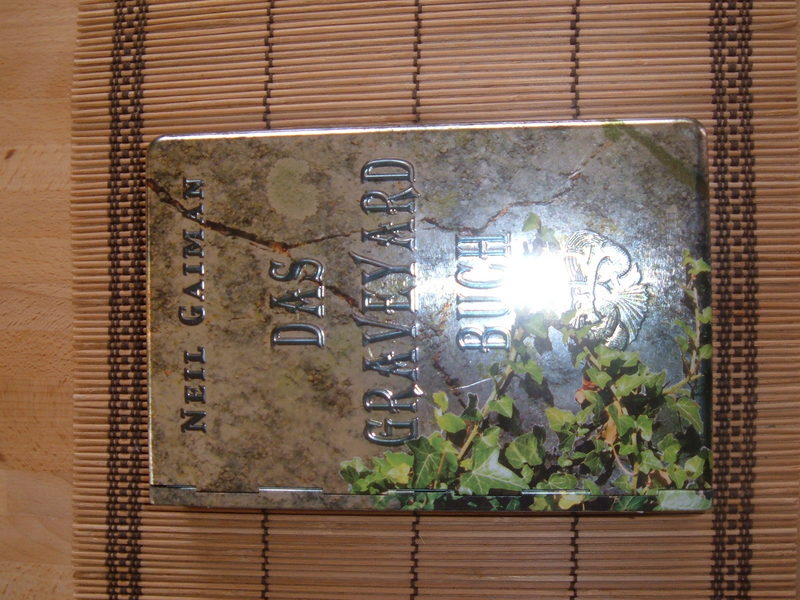 NEIL GAIMAN
DAS
GRAVEYARD
BUCH